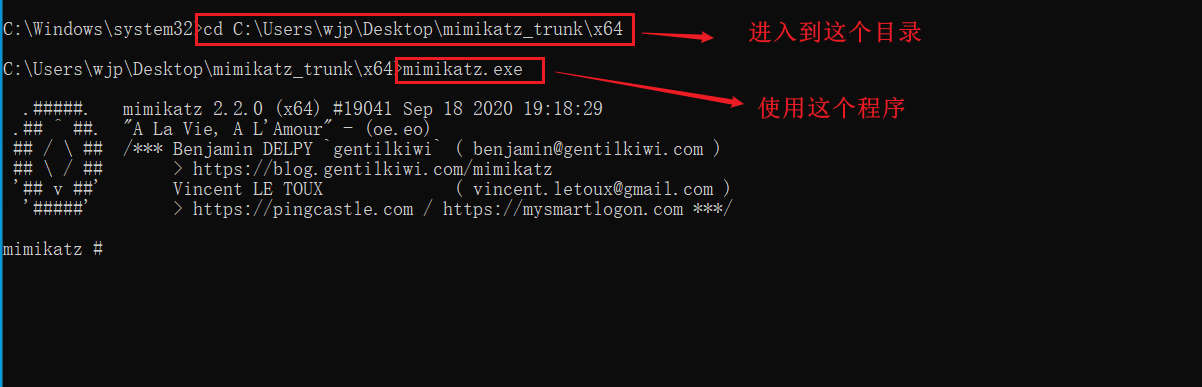 C:\Windows\system32>cd C:\Users\wjp\Desktop\mimikatz_trunk\x64
进入到这个目录
C:\Users\wjp\Desktop\mimikatz_trunk\x64>mimikatz.exe
使用这个程序
  .#####.   mimikatz 2.2.0 (x64) #19041 Sep 18 2020 19:18:29
 .## ^ ##.  "A La Vie, A L'Amour" - (oe.eo)
 ## / \ ##  /*** Benjamin DELPY `gentilkiwi` ( benjamin@gentilkiwi.com )
 ## \ / ##       > https://blog.gentilkiwi.com/mimikatz
 '## v ##'       Vincent LE TOUX             ( vincent.letoux@gmail.com )
  '#####'        > https://pingcastle.com / https://mysmartlogon.com ***/
mimikatz #